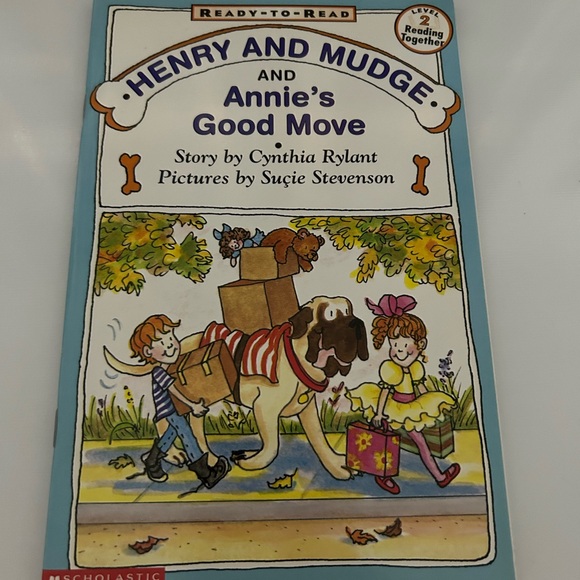 READY-TO-READ
LEVEL
2
Reading
Together
HENRY AND MUDGE
AND
Annie's
Good Move
Story by Cynthia Rylant
Pictures by Suçie Stevenson
SCHOLASTIC